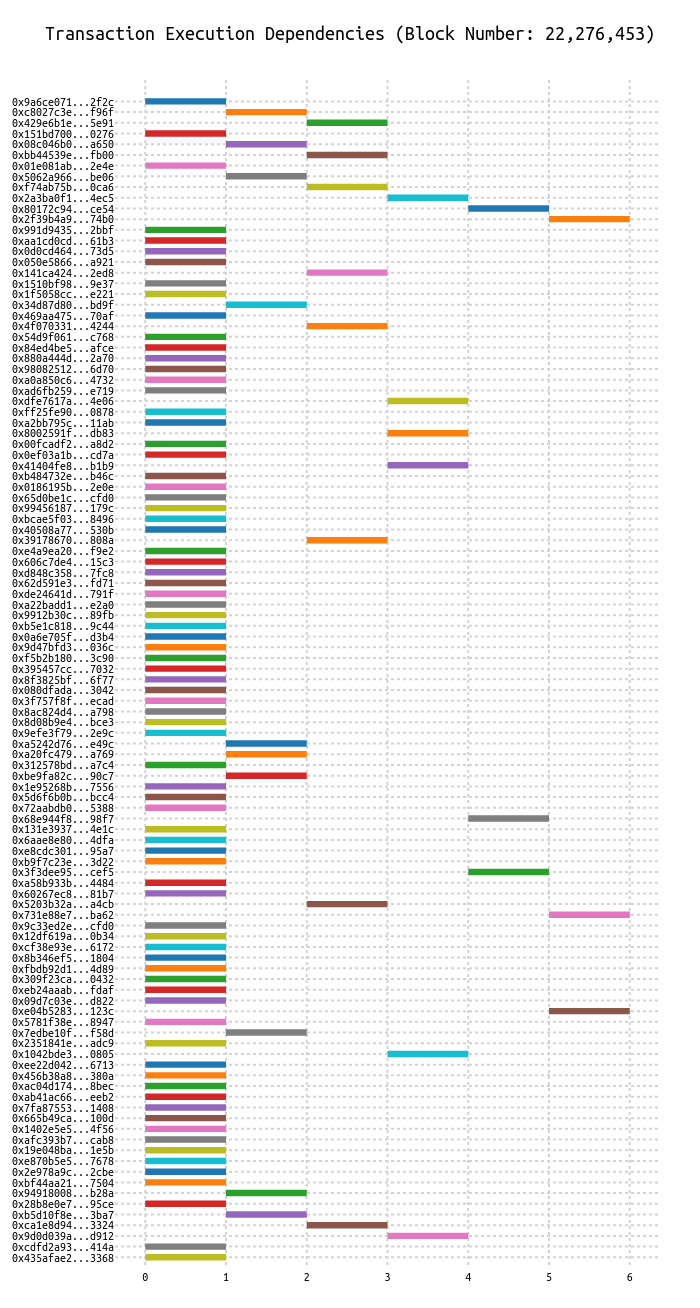 Transaction Execution Dependencies (Block Number: 22,276,453)
0x9a6ce071...2f2c
0xc8027c3e...f96f
0x429e6b1e...5e91
0x151bd700...0276
0x08c046b0...a650
0xbb44539e...fb00
0x01e081ab...2e4e
0x5062a966...be06
0xf74ab75b...0ca6
0x2a3ba0f1...4ec5
0x80172c94...ce54
0x2f39b4a9...74b0
0x991d9435...2bbf
0xaa1cd0cd...61b3
0x0d0cd464...73d5
0x050e5866...a921
0x141ca424...2ed8
0x1510bf98...9e37
0x1f5058cc...e221
0x34d87d80...bd9f
0x469aa475...70af
0x4f070331...4244
0x54d9f061...c768
0x84ed4be5...afce
0x880a444d...2a70
0x98082512...6d70
0xa0a850c6...4732
0xad6fb259...e719
0xdfe7617a...4e06
0xff25fe90...0878
0xa2bb795c...11ab
0x8002591f...db83
0x00fcadf2...a8d2
0x0ef03a1b...cd7a
0x41404fe8...b1b9
0xb484732e...b46c
0x0186195b...2e0e
0x65d0be1c...cfd0
0x99456187...179c
0xbcae5f03...8496
0x40508a77...530b
0x39178670...808a
0xe4a9ea20...f9e2
0x606c7de4...15c3
0xd848c358...7fc8
0x62d591e3...fd71
0xde24641d...791f
0xa22badd1...e2a0
0x9912b30c...89fb
0xb5e1c818...9c44
0x0a6e705f...d3b4
0x9d47bfd3...036c
0xf5b2b180...3c90
0x395457cc...7032
0x8f3825bf...6f77
0x080dfada...3042
0x3f757f8f...ecad
0x8ac824d4...a798
0x8d08b9e4...bce3
0x9efe3f79...2e9c
0xa5242d76...e49c
0xa20fc479...a769
0x312578bd...a7c4
0xbe9fa82c...90c7
0x1e95268b...7556
0x5d6f6b0b...bcc4
0x72aabdb0...5388
0x68e944f8...98f7
0x131e3937...4e1c
0x6aae8e80...4dfa
0xe8cdc301...95a7
0xb9f7c23e...3d22
0x3f3dee95...cef5
0xa58b933b...4484
0x60267ec8...81b7
0x5203b32a...a4cb
0x731e88e7...ba62
0x9c33ed2e...cfd0
0x12df619a...0b34
0xcf38e93e...6172
0x8b346ef5...1804
0xfbdb92d1...4d89
0x309f23ca...0432
0xeb24aaab...fdaf
0x09d7c03e...d822
0xe04b5283...123c
0x5781f38e...8947
0x7edbe10f...f58d
0x2351841e...adc9
0x1042bde3...0805
0xee22d042...6713
0x456b38a8...380a
0xac04d174...8bec
0xab41ac66...eeb2
0x7fa87553...1408
0x665b49ca...100d
0x1402e5e5...4f56
0xafc393b7...cab8
0x19e048ba...1e5b
0xe870b5e5...7678
0x2e978a9c...2cbe
0xbf44aa21...7504
0x94918008...b28a
0x28b8e0e7...95ce
0xb5d10f8e...3ba7
0xca1e8d94...3324
0x9d0d039a...d912
0xcdfd2a93...414a
0x435afae2...3368
0 1 2 3 4 5 6